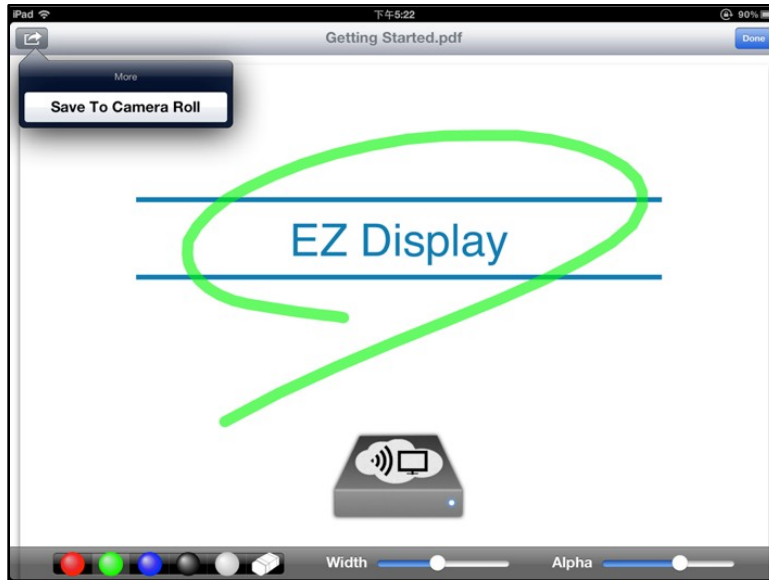 iPad 下午5:22 90%
Getting Started.pdf Done
More
Save To Camera Roll
EZ Display
Width Alpha